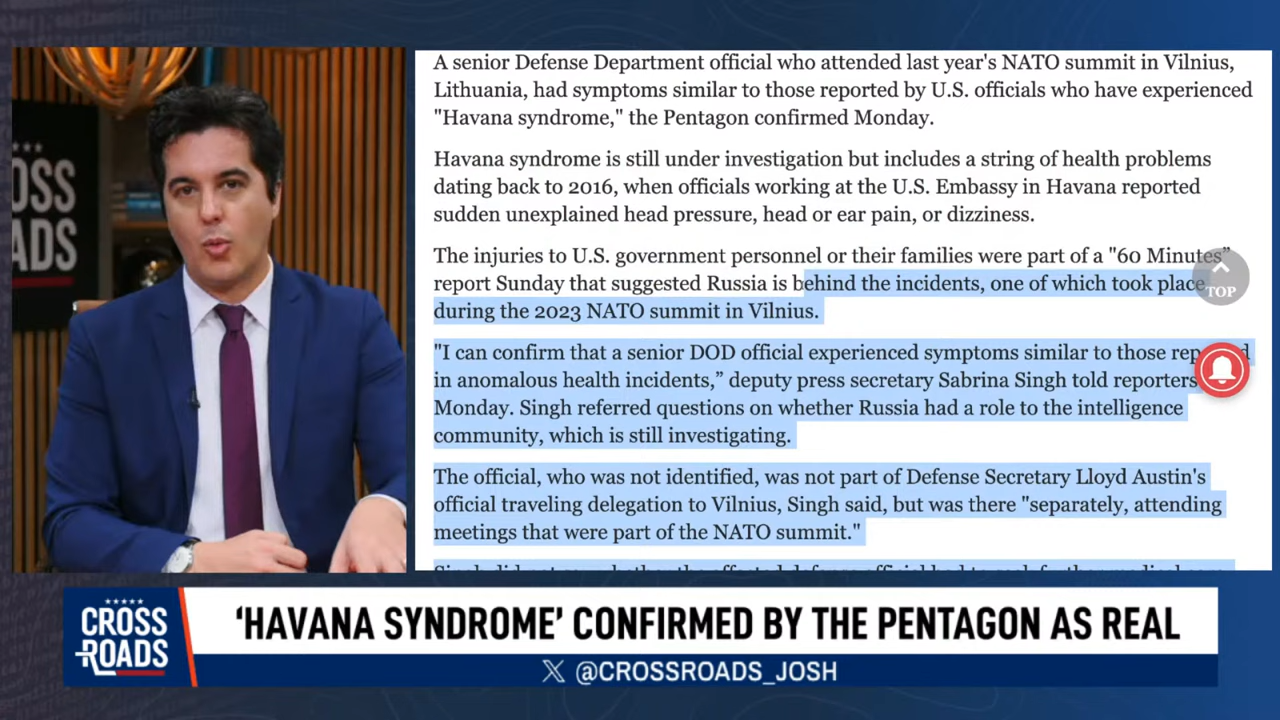 OSS
ADS
A senior Defense Department official who attended last year's NATO summit in Vilnius,
Lithuania, had symptoms similar to those reported by U.S. officials who have experienced
"Havana syndrome," the Pentagon confirmed Monday.
Havana syndrome is still under investigation but includes a string of health problems
dating back to 2016, when officials working at the U.S. Embassy in Havana reported
sudden unexplained head pressure, head or ear pain, or dizziness.
The injuries to U.S. government personnel or their families were part of a "60 Minutes"
report Sunday that suggested Russia is behind the incidents, one of which took place
during the 2023 NATO summit in Vilnius.
TOP
"I can confirm that a senior DOD official experienced symptoms similar to those
in anomalous health incidents,” deputy press secretary Sabrina Singh told reporters
Monday. Singh referred questions on whether Russia had a role to the intelligence
community, which is still investigating.
The official, who was not identified, was not part of Defense Secretary Lloyd Austin's
official traveling delegation to Vilnius, Singh said, but was there "separately, attending
meetings that were part of the NATO summit."
CROSS
ROADS
‘HAVANA SYNDROME’ CONFIRMED BY THE PENTAGON AS REAL
X @CROSSROADS_JOSH